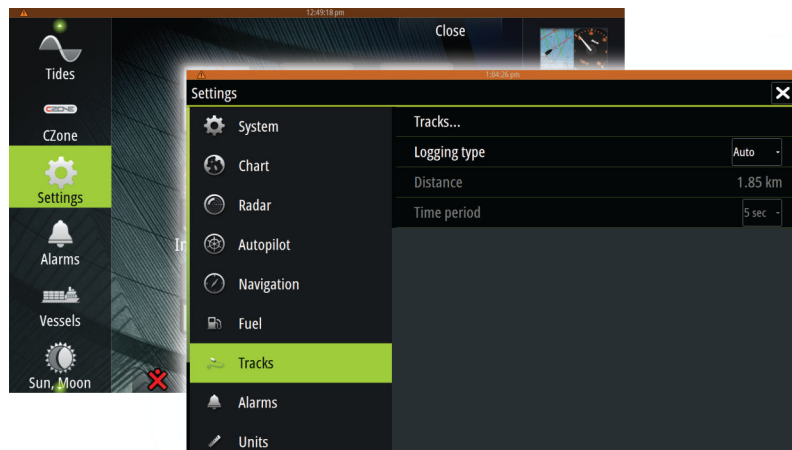 12:49:18 pm
Close
Tides
CZONE
CZone
Settings
Alarms
Vessels
Sun, Moon
1:04:26 pm
Settings
System
Chart
Radar
Autopilot
Navigation
Fuel
Tracks
Alarms
Units
Tracks...
Logging type
Auto
Distance
1.85 km
Time period
5 sec